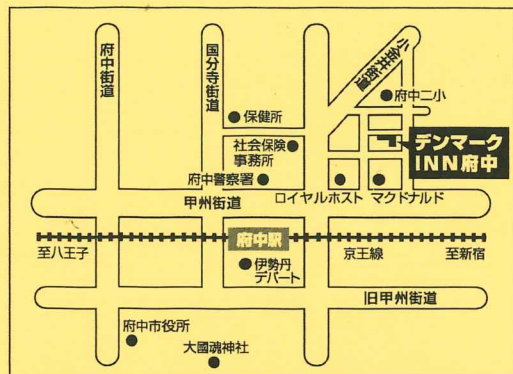 府中街道
国分寺街道
小金井街道
府中二小
保健所
社会保険
事務所
デンマーク
INN府中
府中警察署
ロイヤルホスト
マクドナルド
甲州街道
府中駅
至八王子
京王線
至新宿
伊勢丹
デパート
旧甲州街道
府中市役所
大國魂神社